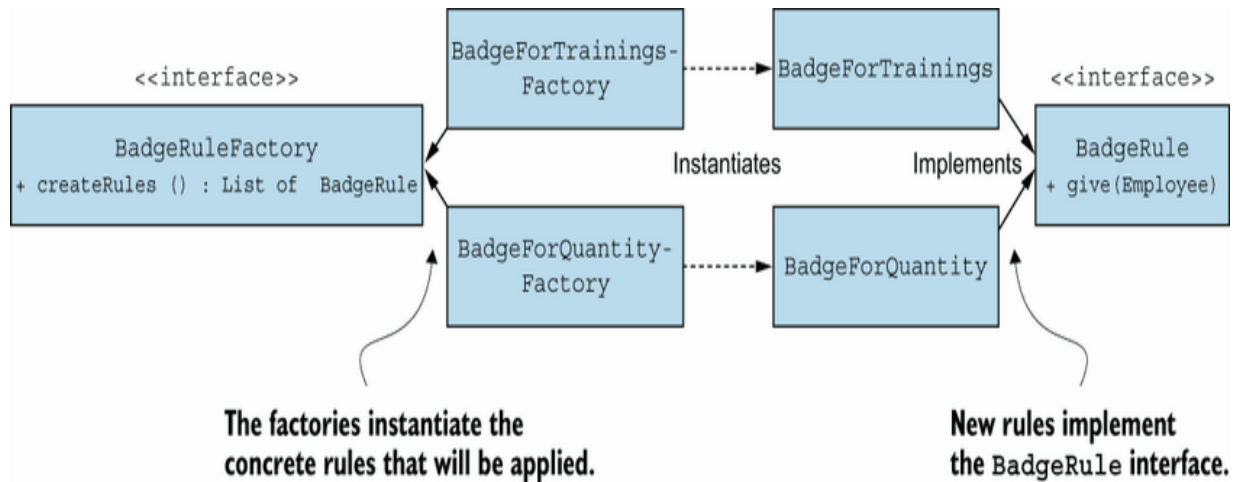 <<interface>>
BadgeRuleFactory
+ createRules () : List of BadgeRule
BadgeForTrainings-
Factory
BadgeForTrainings
<<interface>>
BadgeRule
+ give(Employee)
Instantiates
Implements
BadgeForQuantity-
Factory
BadgeForQuantity
The factories instantiate the
concrete rules that will be applied.
New rules implement
the BadgeRule interface.